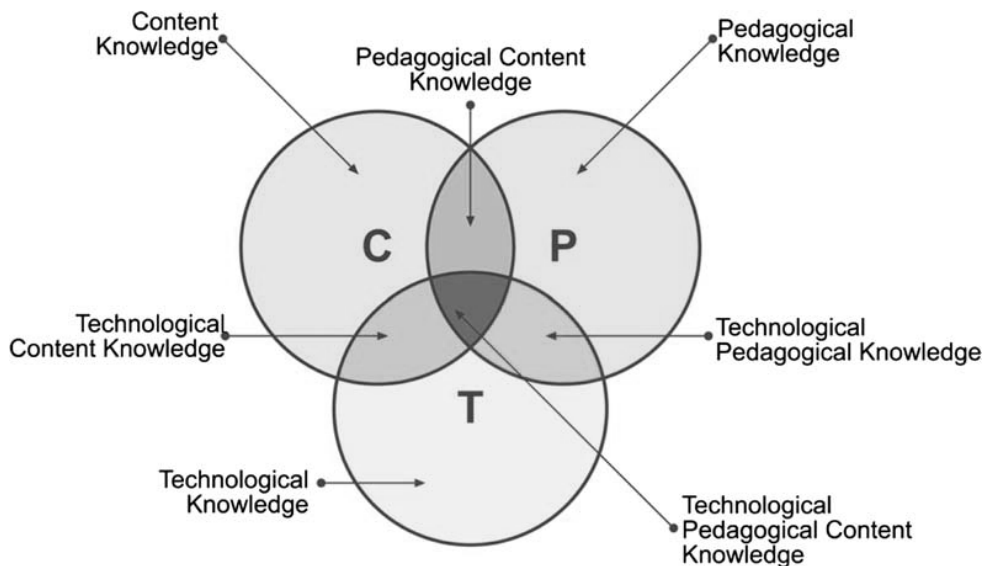 Content
Knowledge
Pedagogical Content
Knowledge
Pedagogical
Knowledge
C
P
Technological
Content Knowledge
Technological
Pedagogical Knowledge
T
Technological
Knowledge
Technological
Pedagogical Content
Knowledge